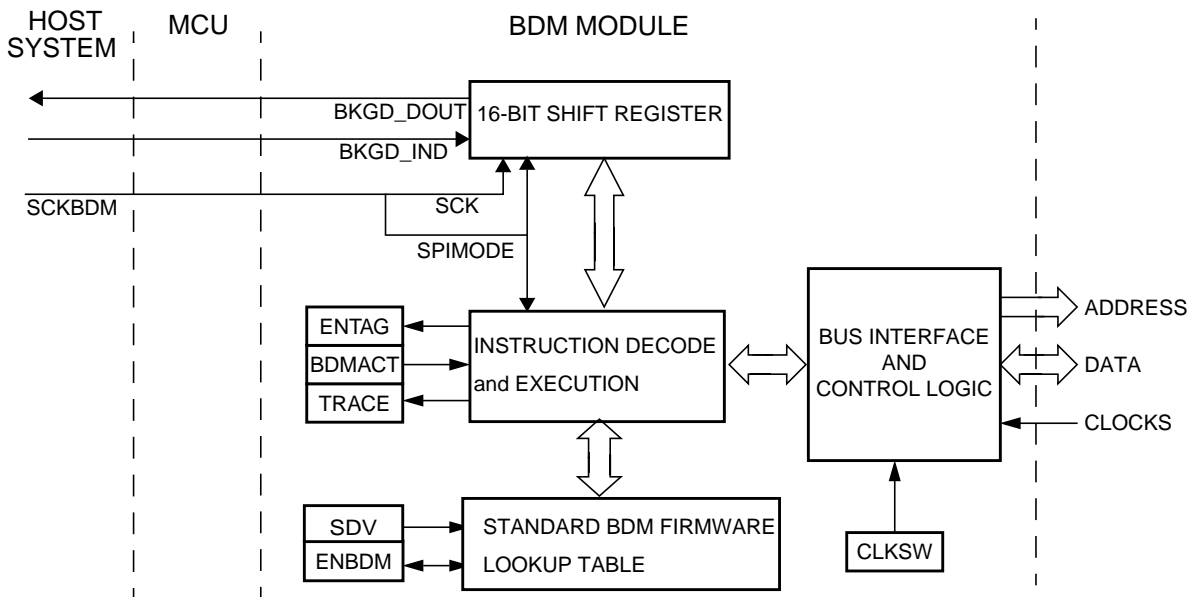 HOST
SYSTEM
MCU
BDM MODULE
BKGD_DOUT
16-BIT SHIFT REGISTER
BKGD_IND
SCKBDM
SCK
SPIMODE
ENTAG
BDMACT
TRACE
INSTRUCTION DECODE
and EXECUTION
BUS INTERFACE
AND
CONTROL LOGIC
ADDRESS
DATA
CLOCKS
SDV
ENBDM
STANDARD BDM FIRMWARE
LOOKUP TABLE
CLKSW